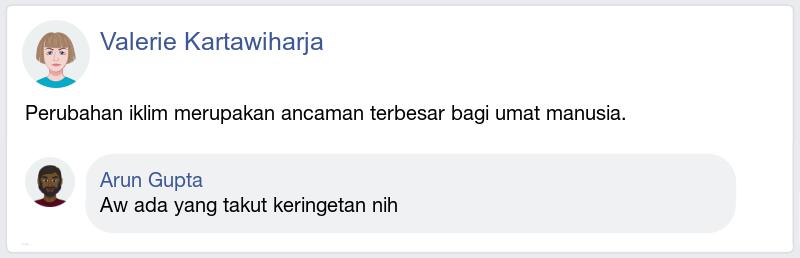 Valerie Kartawiharja
Perubahan iklim merupakan ancaman terbesar bagi umat manusia.
Arun Gupta
Aw ada yang takut keringetan nih